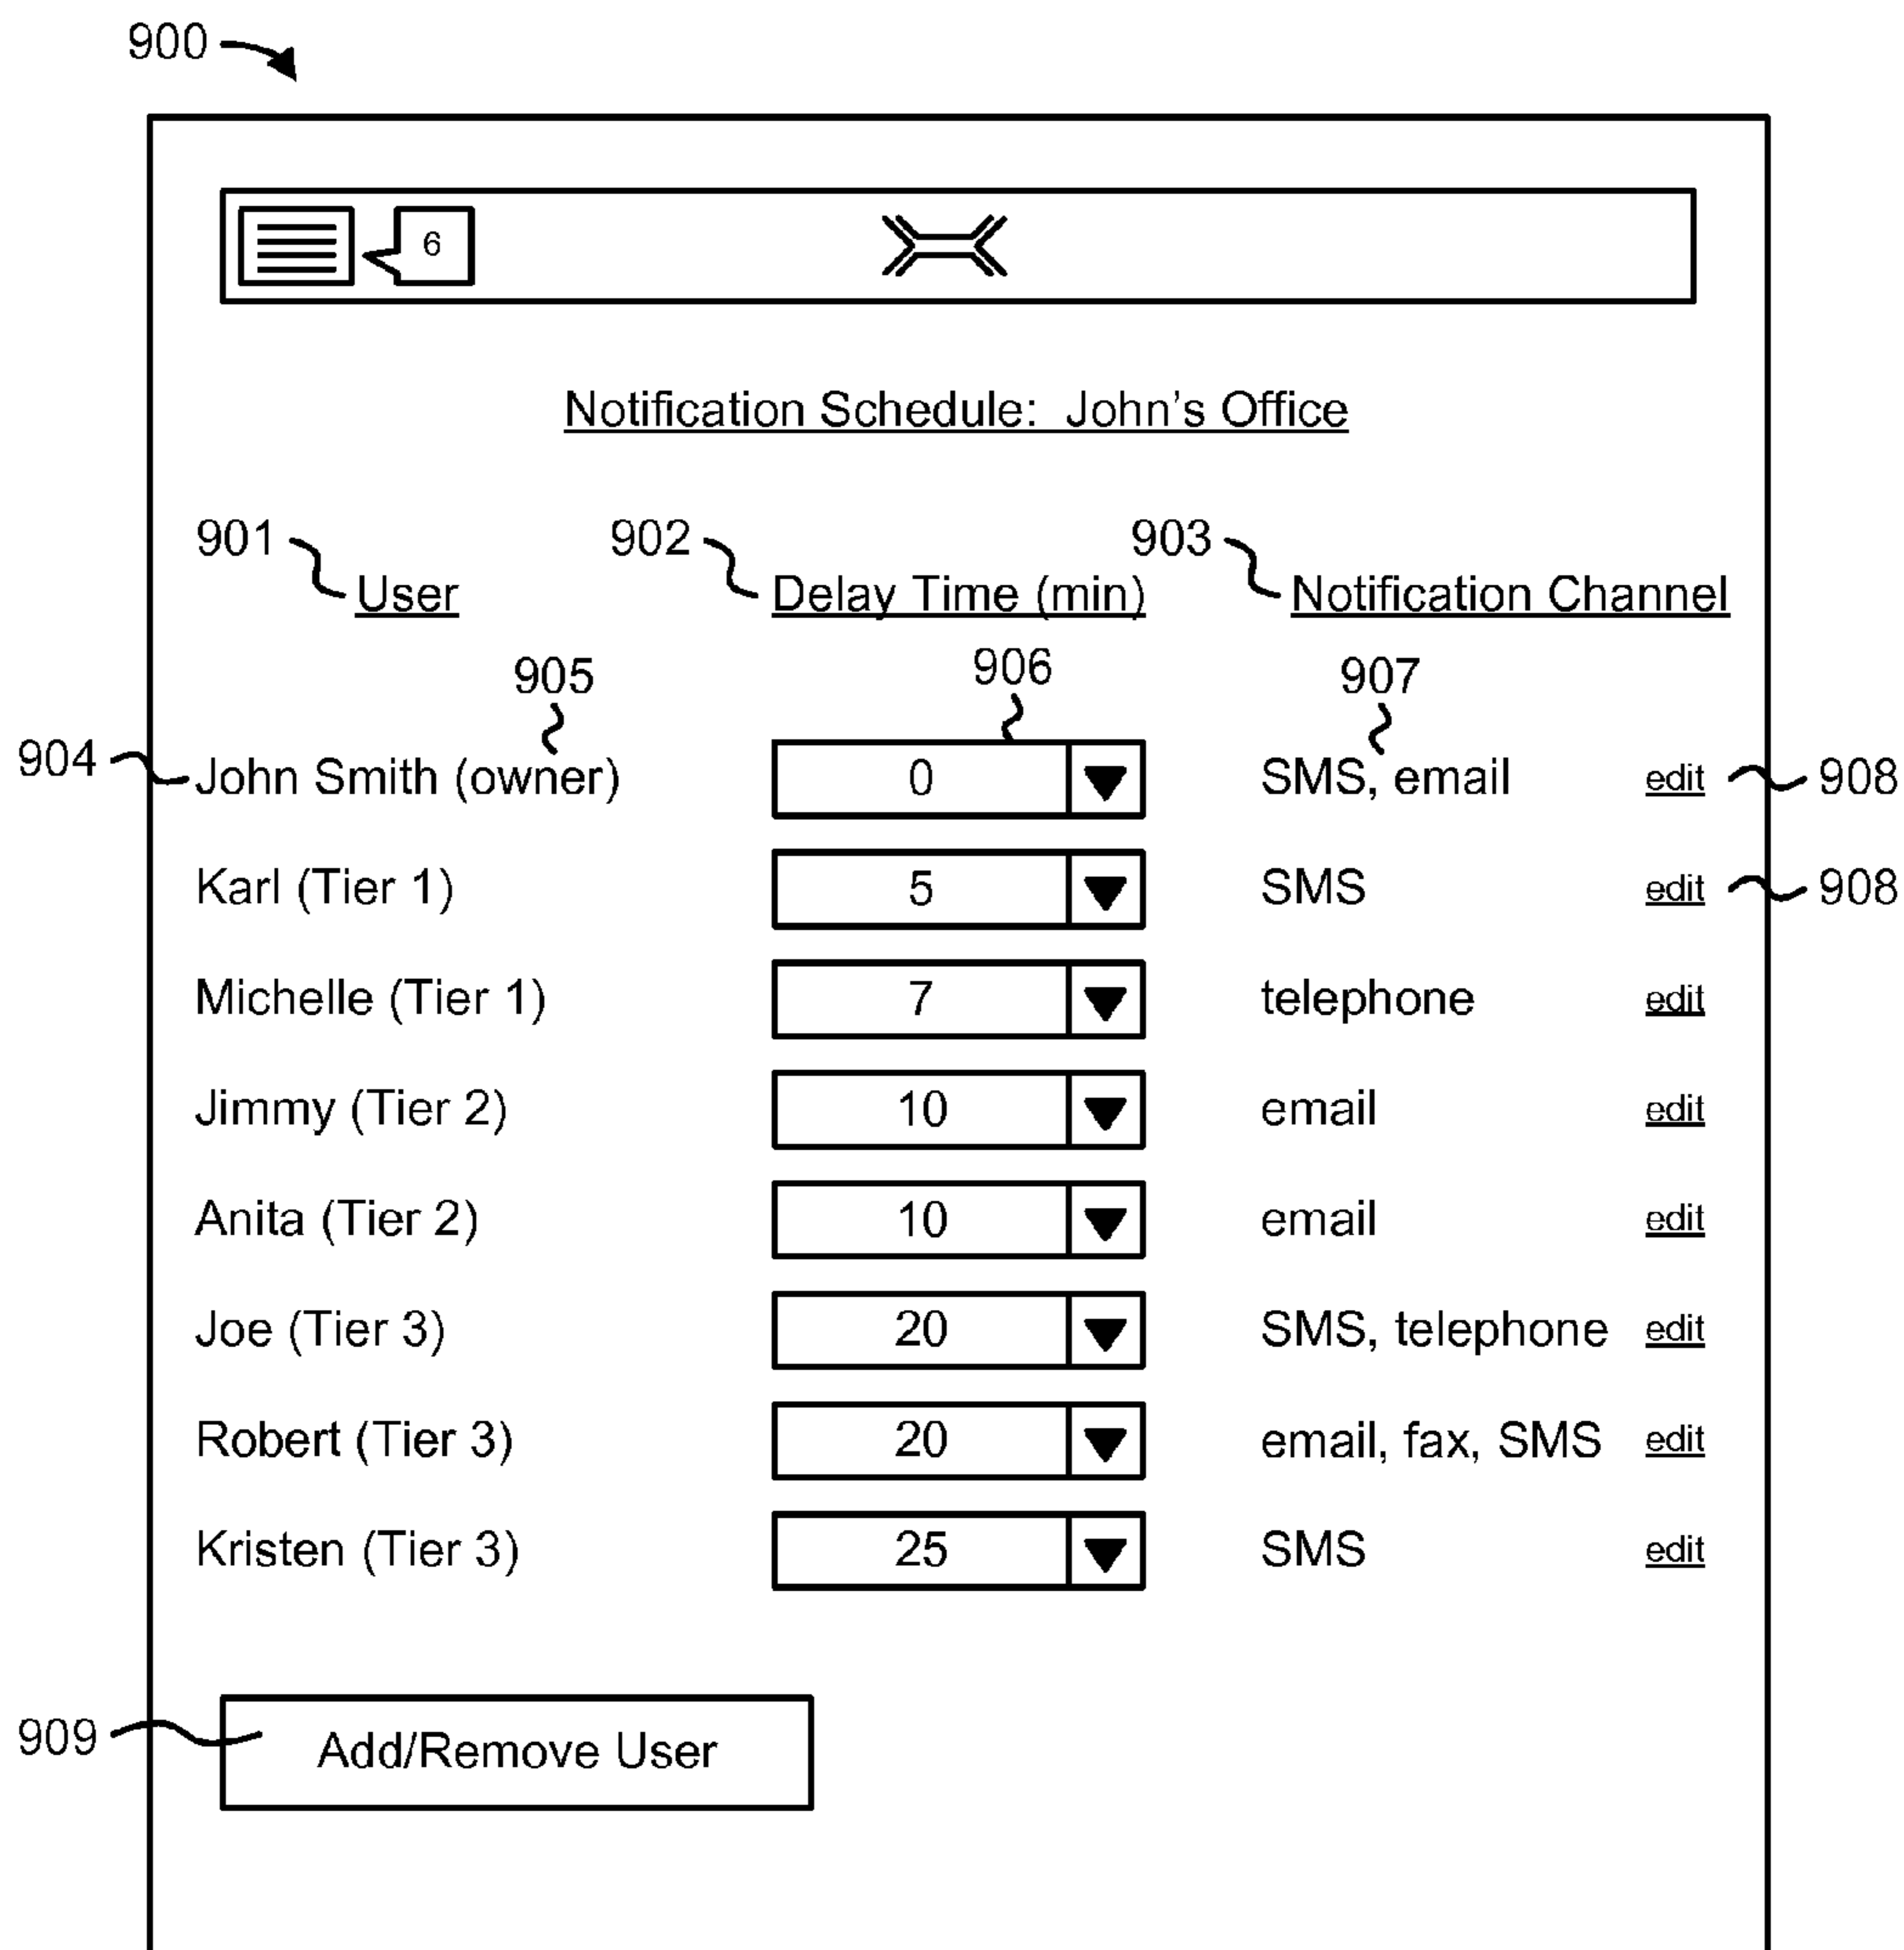 900
6
Notification Schedule: John's Office
901 902 903
User Delay Time (min) Notification Channel
905 906 907
904 John Smith (owner) 0 SMS, email edit 908
Karl (Tier 1) 5 SMS edit 908
Michelle (Tier 1) 7 telephone edit
Jimmy (Tier 2) 10 email edit
Anita (Tier 2) 10 email edit
Joe (Tier 3) 20 SMS, telephone edit
Robert (Tier 3) 20 email, fax, SMS edit
Kristen (Tier 3) 25 SMS edit
909 Add/Remove User